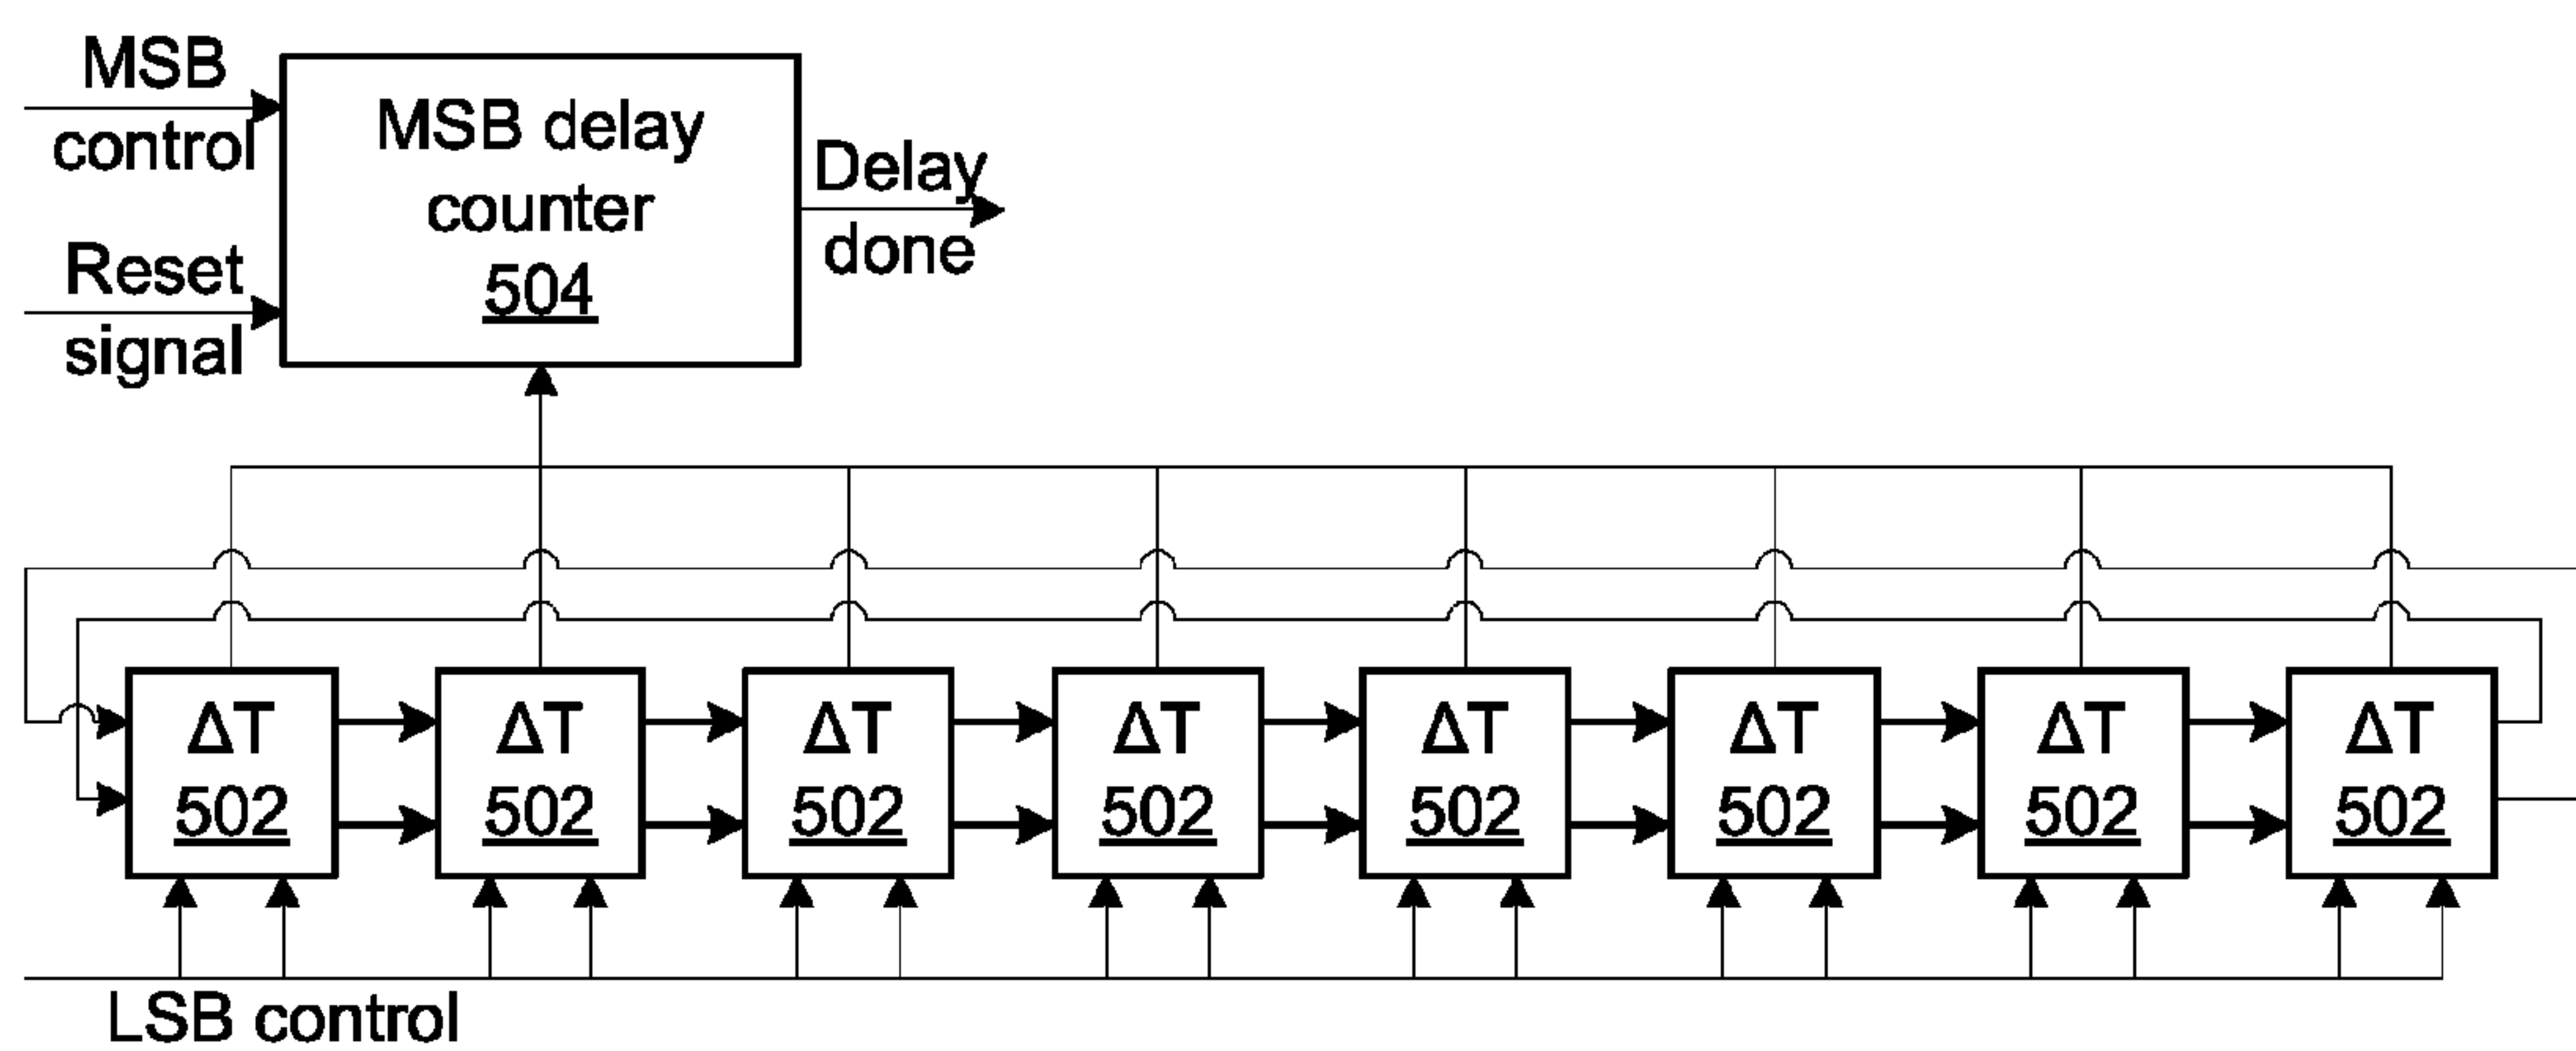 MSB
control
MSB delay
counter
504
Delay
done
Reset
signal
ΔT
502
ΔT
502
ΔT
502
ΔT
502
ΔT
502
ΔT
502
ΔT
502
ΔT
502
LSB control